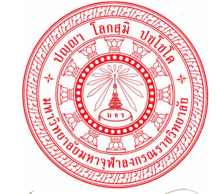 ปญฺญา โลกสฺมิ ปชฺโชโต
ม จ ร
มหาวิทยาลัยมหาจุฬาลงกรณราชวิทยาลัย